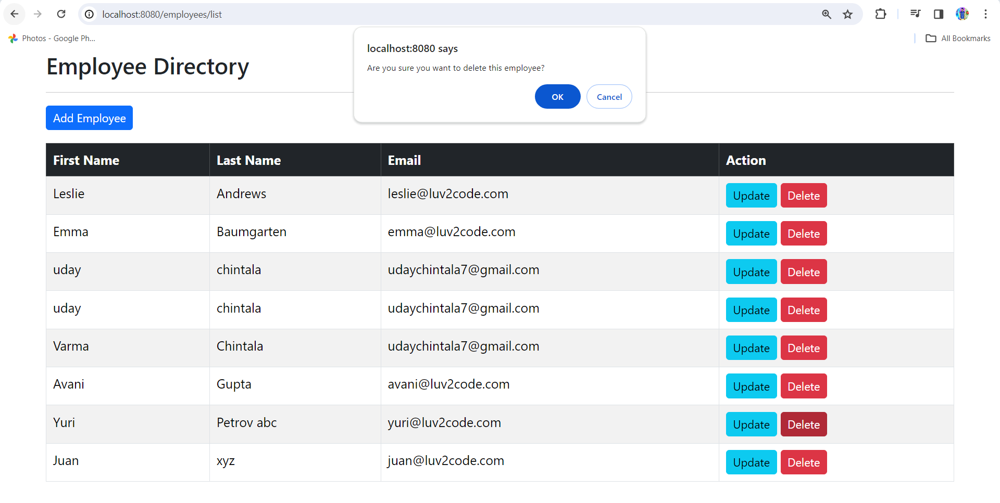 localhost:8080/employees/list
Photos - Google Ph...
All Bookmarks
localhost:8080 says
Are you sure you want to delete this employee?
OK Cancel
Employee Directory
Add Employee
First Name Last Name Email Action
Leslie Andrews leslie@luv2code.com Update Delete
Emma Baumgarten emma@luv2code.com Update Delete
uday chintala udaychintala7@gmail.com Update Delete
uday chintala udaychintala7@gmail.com Update Delete
Varma Chintala udaychintala7@gmail.com Update Delete
Avani Gupta avani@luv2code.com Update Delete
Yuri Petrov abc yuri@luv2code.com Update Delete
Juan xyz juan@luv2code.com Update Delete